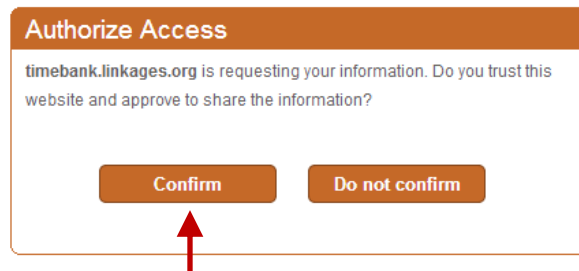 Authorize Access
timebank.linkages.org is requesting your information. Do you trust this
website and approve to share the information?
Confirm Do not confirm